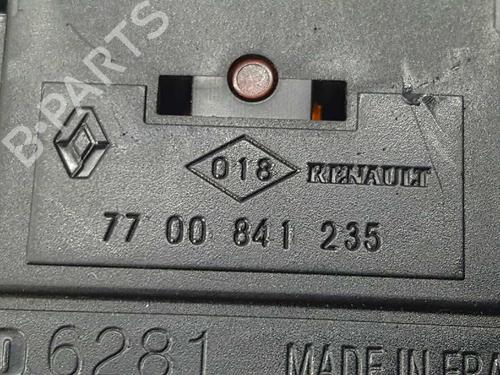 B-PARTS
018 RENAULT
77 00 841 235
6281 MADE IN FRA